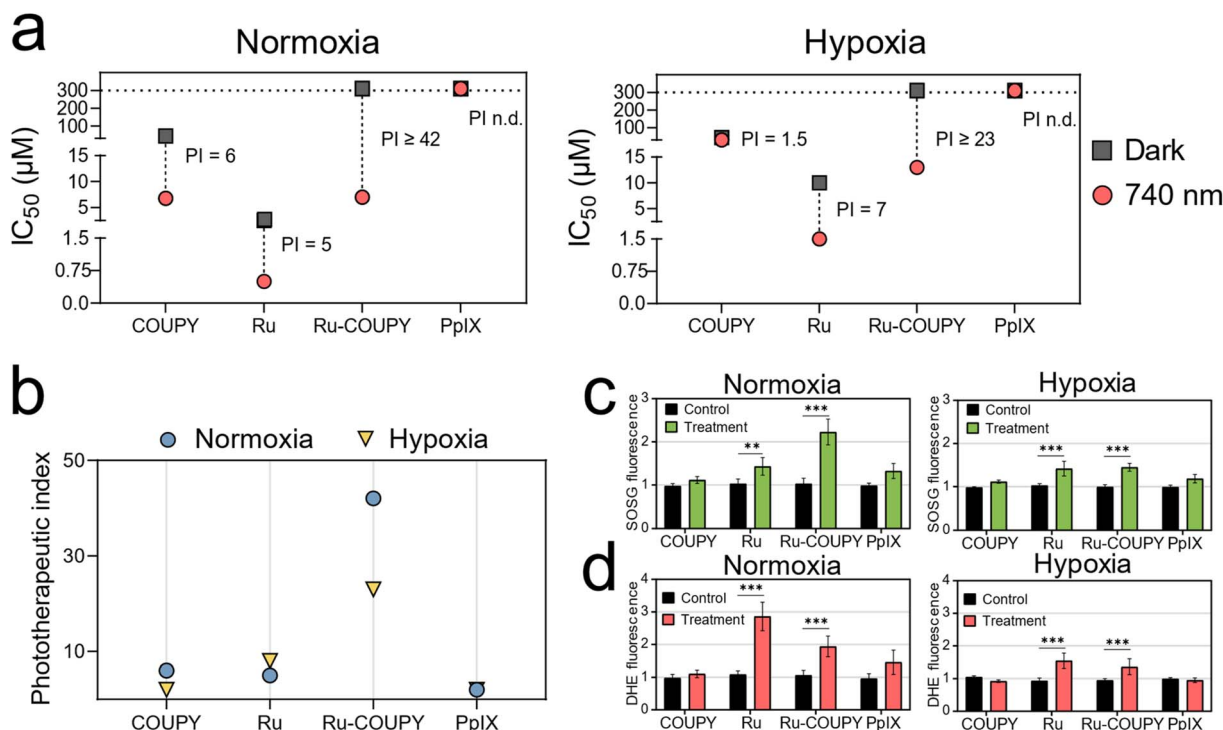 a
Normoxia
IC50 (µM)
300
200
100
15
10
5
1.5
0.75
0.0
PI = 6
PI = 5
PI ≥ 42
PI n.d.
COUPY
Ru
Ru-COUPY
PpIX
Hypoxia
IC50 (µM)
300
200
100
15
10
5
1.5
0.75
0.0
PI = 1.5
PI = 7
PI ≥ 23
PI n.d.
COUPY
Ru
Ru-COUPY
PpIX
Dark
740 nm
b
Normoxia
Hypoxia
Phototherapeutic index
50
30
10
COUPY
Ru
Ru-COUPY
PpIX
c
Normoxia
SOSG fluorescence
3
2
1
0
Control
Treatment
**
***
COUPY
Ru
Ru-COUPY
PpIX
Hypoxia
SOSG fluorescence
3
2
1
0
Control
Treatment
***
***
COUPY
Ru
Ru-COUPY
PpIX
d
Normoxia
DHE fluorescence
4
3
2
1
0
Control
Treatment
***
***
COUPY
Ru
Ru-COUPY
PpIX
Hypoxia
DHE fluorescence
4
3
2
1
0
Control
Treatment
***
***
COUPY
Ru
Ru-COUPY
PpIX